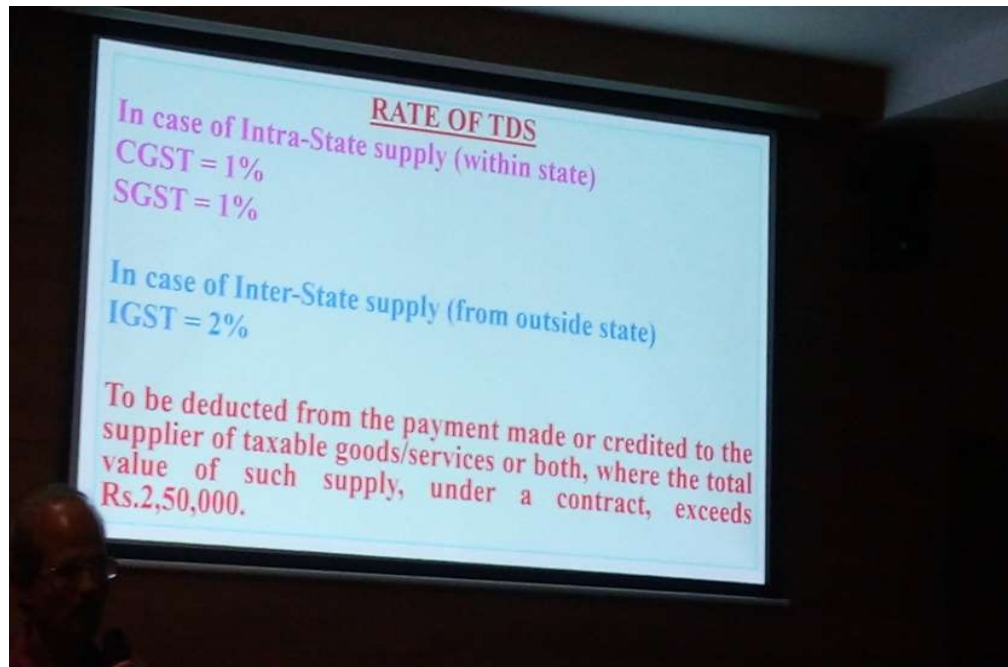 RATE OF TDS
In case of Intra-State supply (within state)
CGST = 1%
SGST = 1%
In case of Inter-State supply (from outside state)
IGST = 2%
To be deducted from the payment made or credited to the
supplier of taxable goods/services or both, where the total
value of such supply, under a contract, exceeds
Rs.2,50,000.